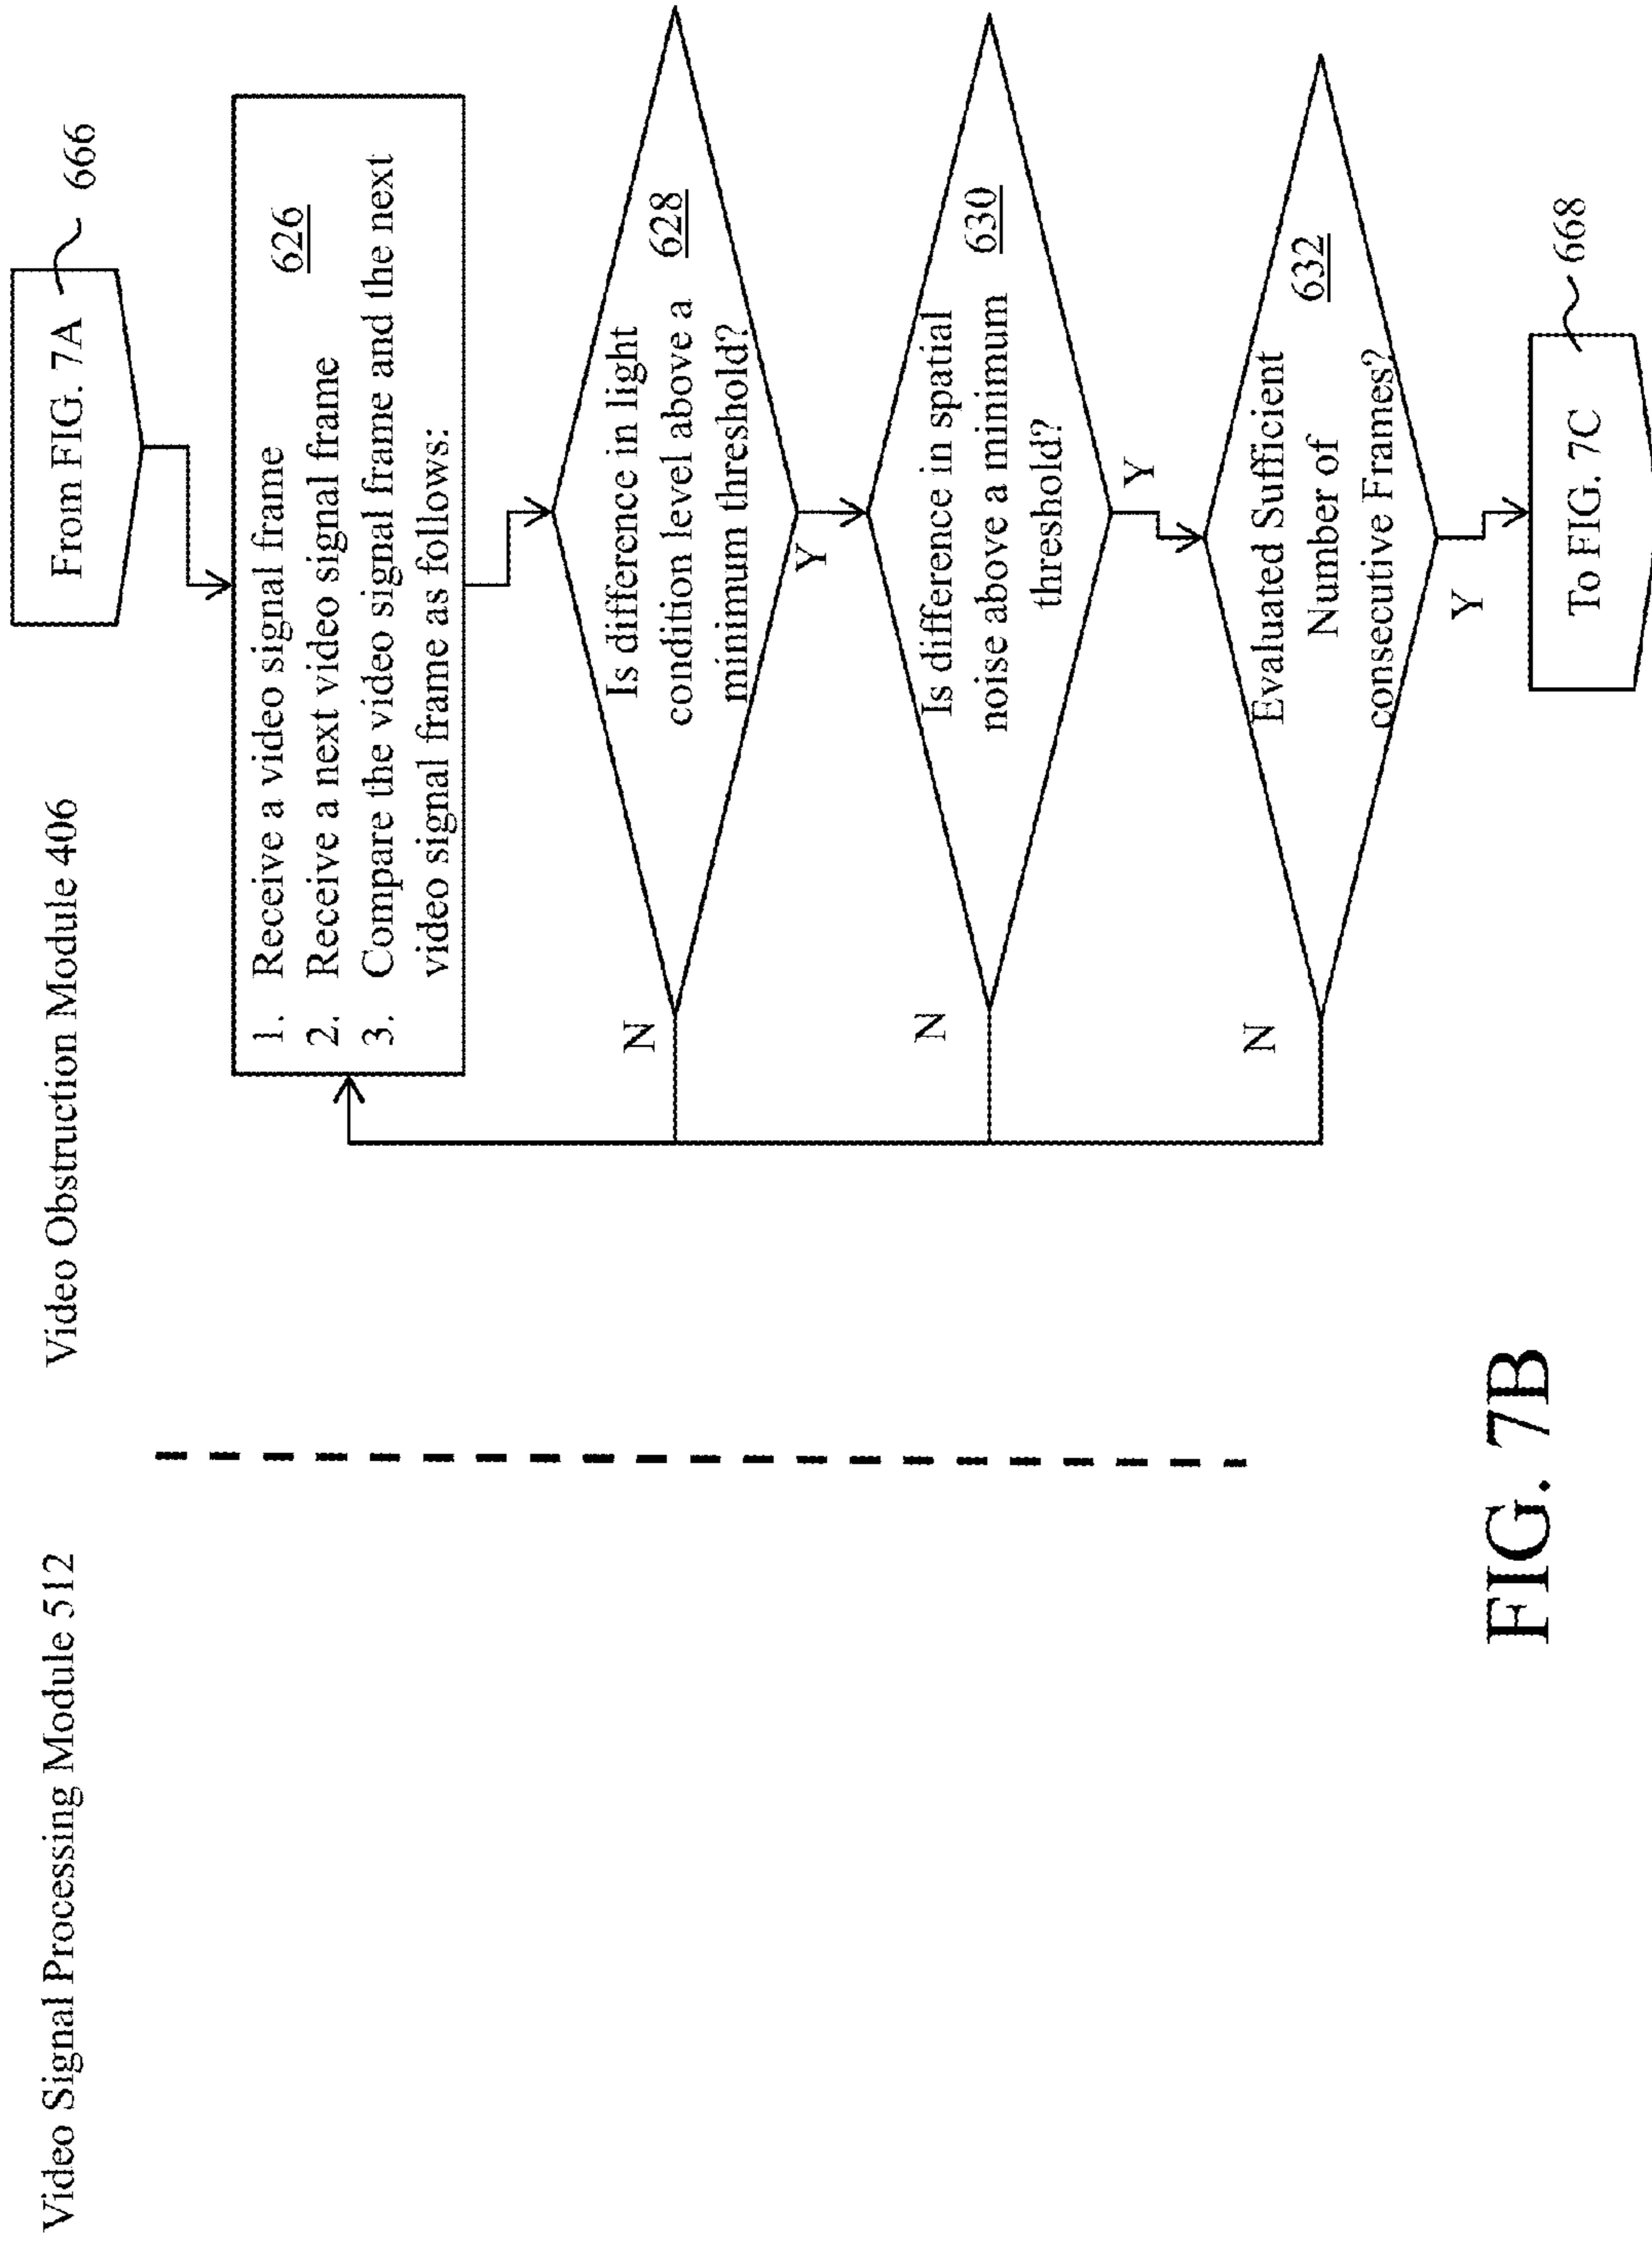 Video Signal Processing Module 512
Video Obstruction Module 406
From FIG. 7A
666
1. Receive a video signal frame
626
2. Receive a next video signal frame
3. Compare the video signal frame and the next
video signal frame as follows:
Is difference in light
condition level above a
minimum threshold?
628
N
Y
Is difference in spatial
noise above a minimum
threshold?
630
N
Y
Evaluated Sufficient
Number of
consecutive Frames?
632
N
Y
To FIG. 7C
668
FIG. 7B